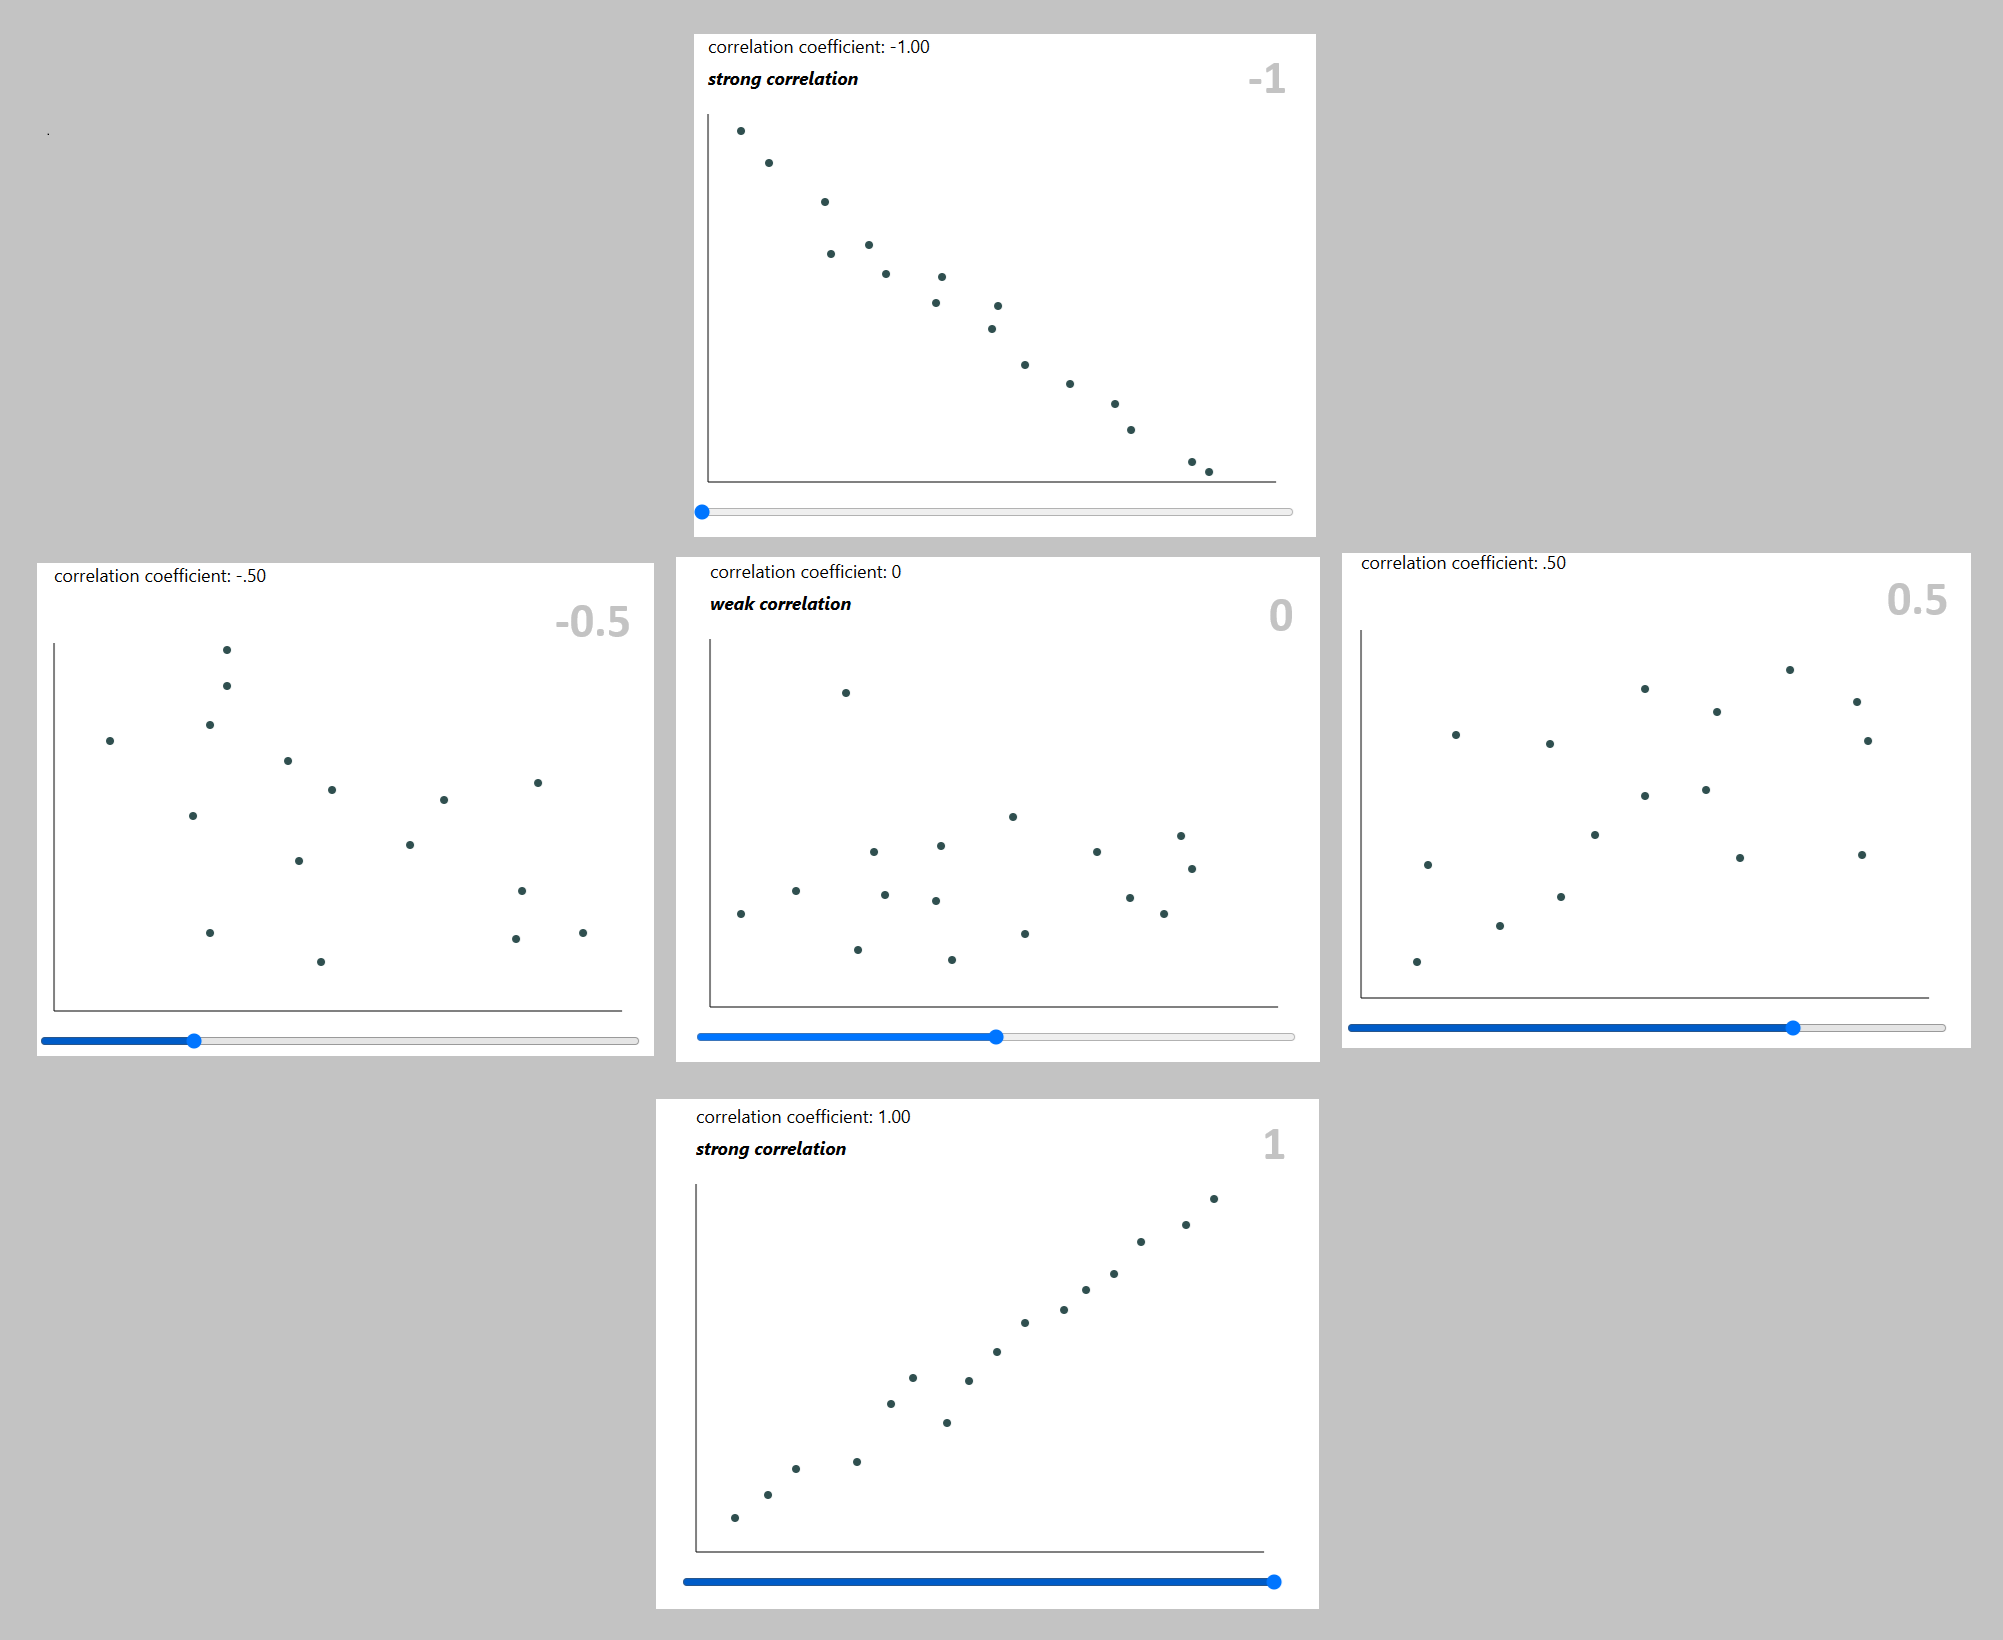 correlation coefficient: -1.00
strong correlation
-1
correlation coefficient: -.50
-0.5
correlation coefficient: 0
weak correlation
0
correlation coefficient: .50
0.5
correlation coefficient: 1.00
strong correlation
1